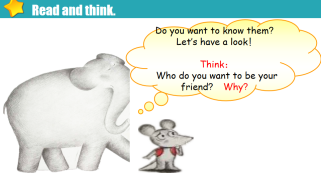 Read and think.
Do you want to know them?
Let's have a look!
Think:
Who do you want to be your
friend? Why?